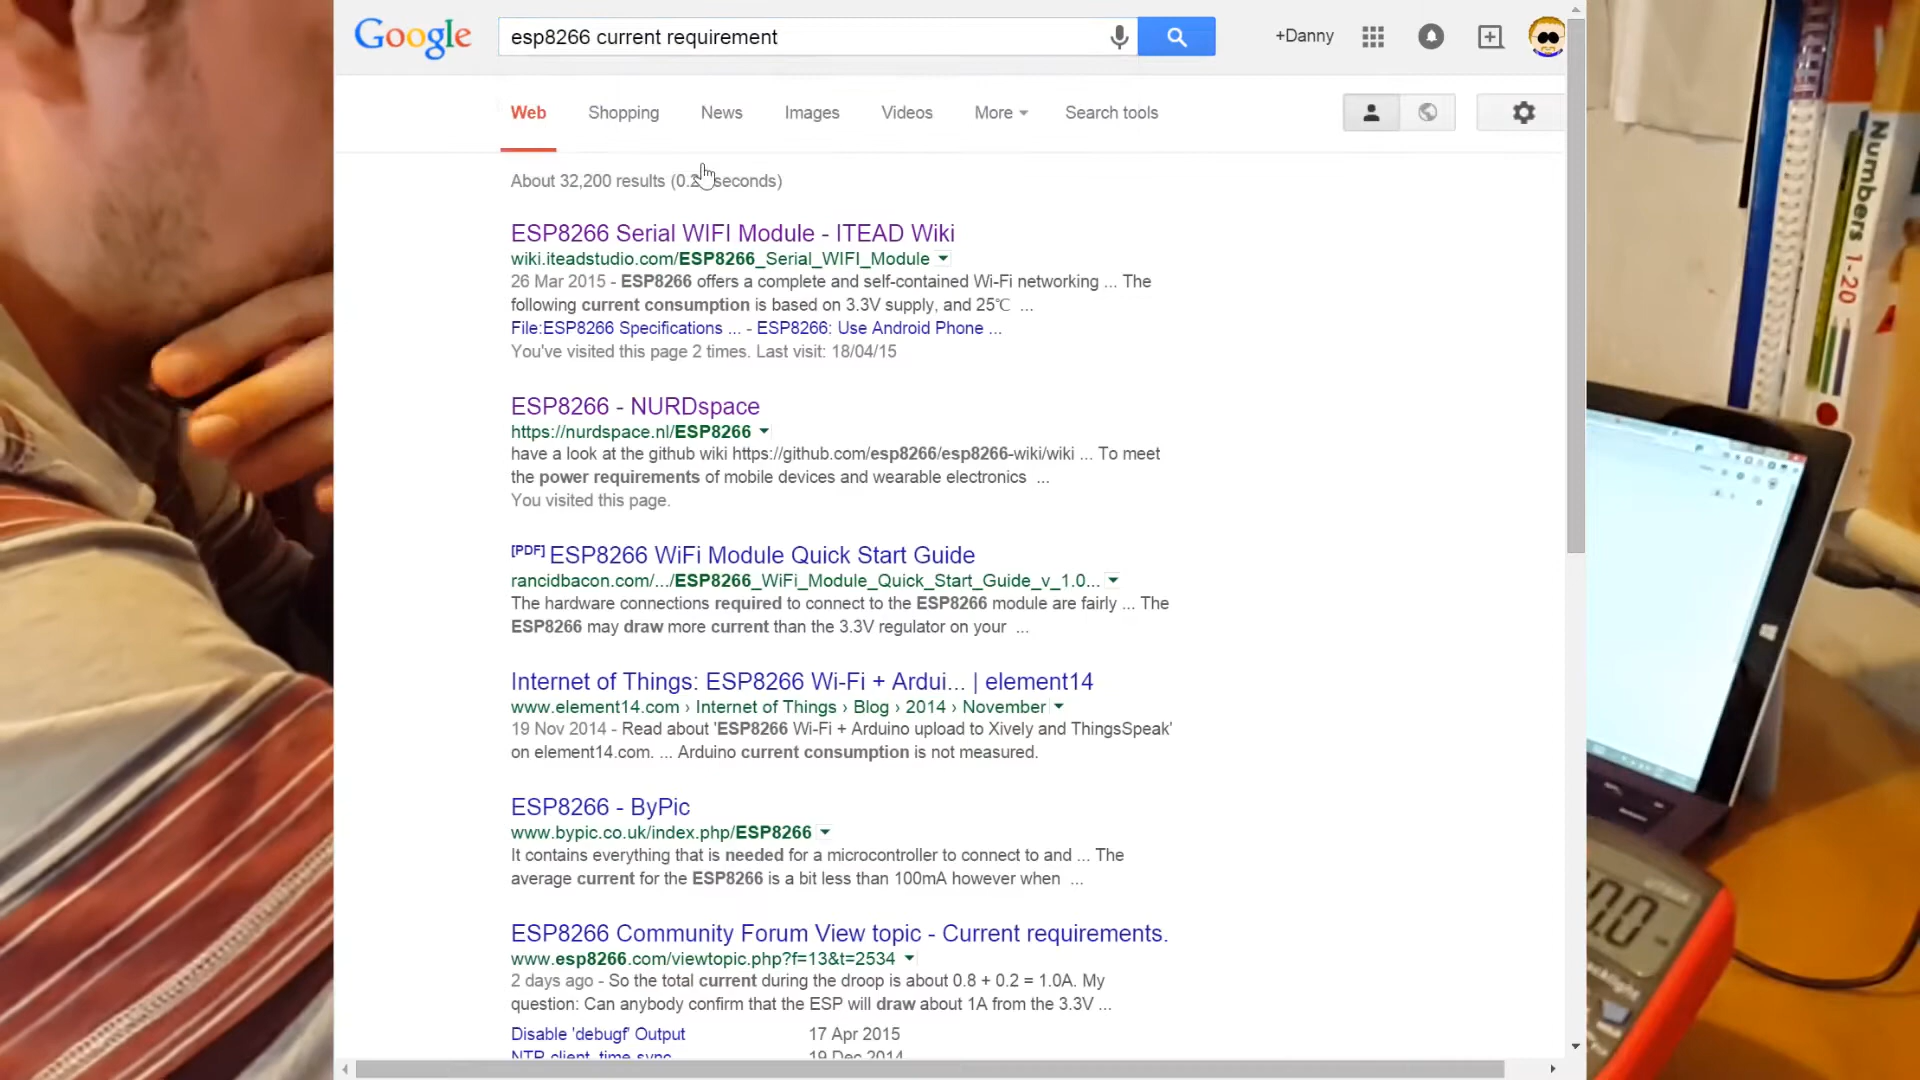 Google
esp8266 current requirement
+Danny
Web Shopping News Images Videos More Search tools
About 32,200 results (0.2 seconds)
ESP8266 Serial WIFI Module - ITEAD Wiki
wiki.iteadstudio.com/ESP8266_Serial_WIFI_Module
26 Mar 2015 - ESP8266 offers a complete and self-contained Wi-Fi networking ... The
following current consumption is based on 3.3V supply, and 25℃ ...
File:ESP8266 Specifications ... - ESP8266: Use Android Phone ...
You've visited this page 2 times. Last visit: 18/04/15
ESP8266 - NURDspace
https://nurdspace.nl/ESP8266
have a look at the github wiki https://github.com/esp8266/esp8266-wiki/wiki ... To meet
the power requirements of mobile devices and wearable electronics ...
You visited this page.
[PDF] ESP8266 WiFi Module Quick Start Guide
rancidbacon.com/.../ESP8266_WiFi_Module_Quick_Start_Guide_v_1.0...
The hardware connections required to connect to the ESP8266 module are fairly ... The
ESP8266 may draw more current than the 3.3V regulator on your ...
Internet of Things: ESP8266 Wi-Fi + Ardui... | element14
www.element14.com › Internet of Things › Blog › 2014 › November
19 Nov 2014 - Read about 'ESP8266 Wi-Fi + Arduino upload to Xively and ThingsSpeak'
on element14.com. ... Arduino current consumption is not measured.
ESP8266 - ByPic
www.bypic.co.uk/index.php/ESP8266
It contains everything that is needed for a microcontroller to connect to and ... The
average current for the ESP8266 is a bit less than 100mA however when ...
ESP8266 Community Forum View topic - Current requirements.
www.esp8266.com/viewtopic.php?f=13&t=2534
2 days ago - So the total current during the droop is about 0.8 + 0.2 = 1.0A. My
question: Can anybody confirm that the ESP will draw about 1A from the 3.3V ...
Disable 'debugf' Output 17 Apr 2015
NTP client, time sync 19 Dec 2014
Numbers 1-20